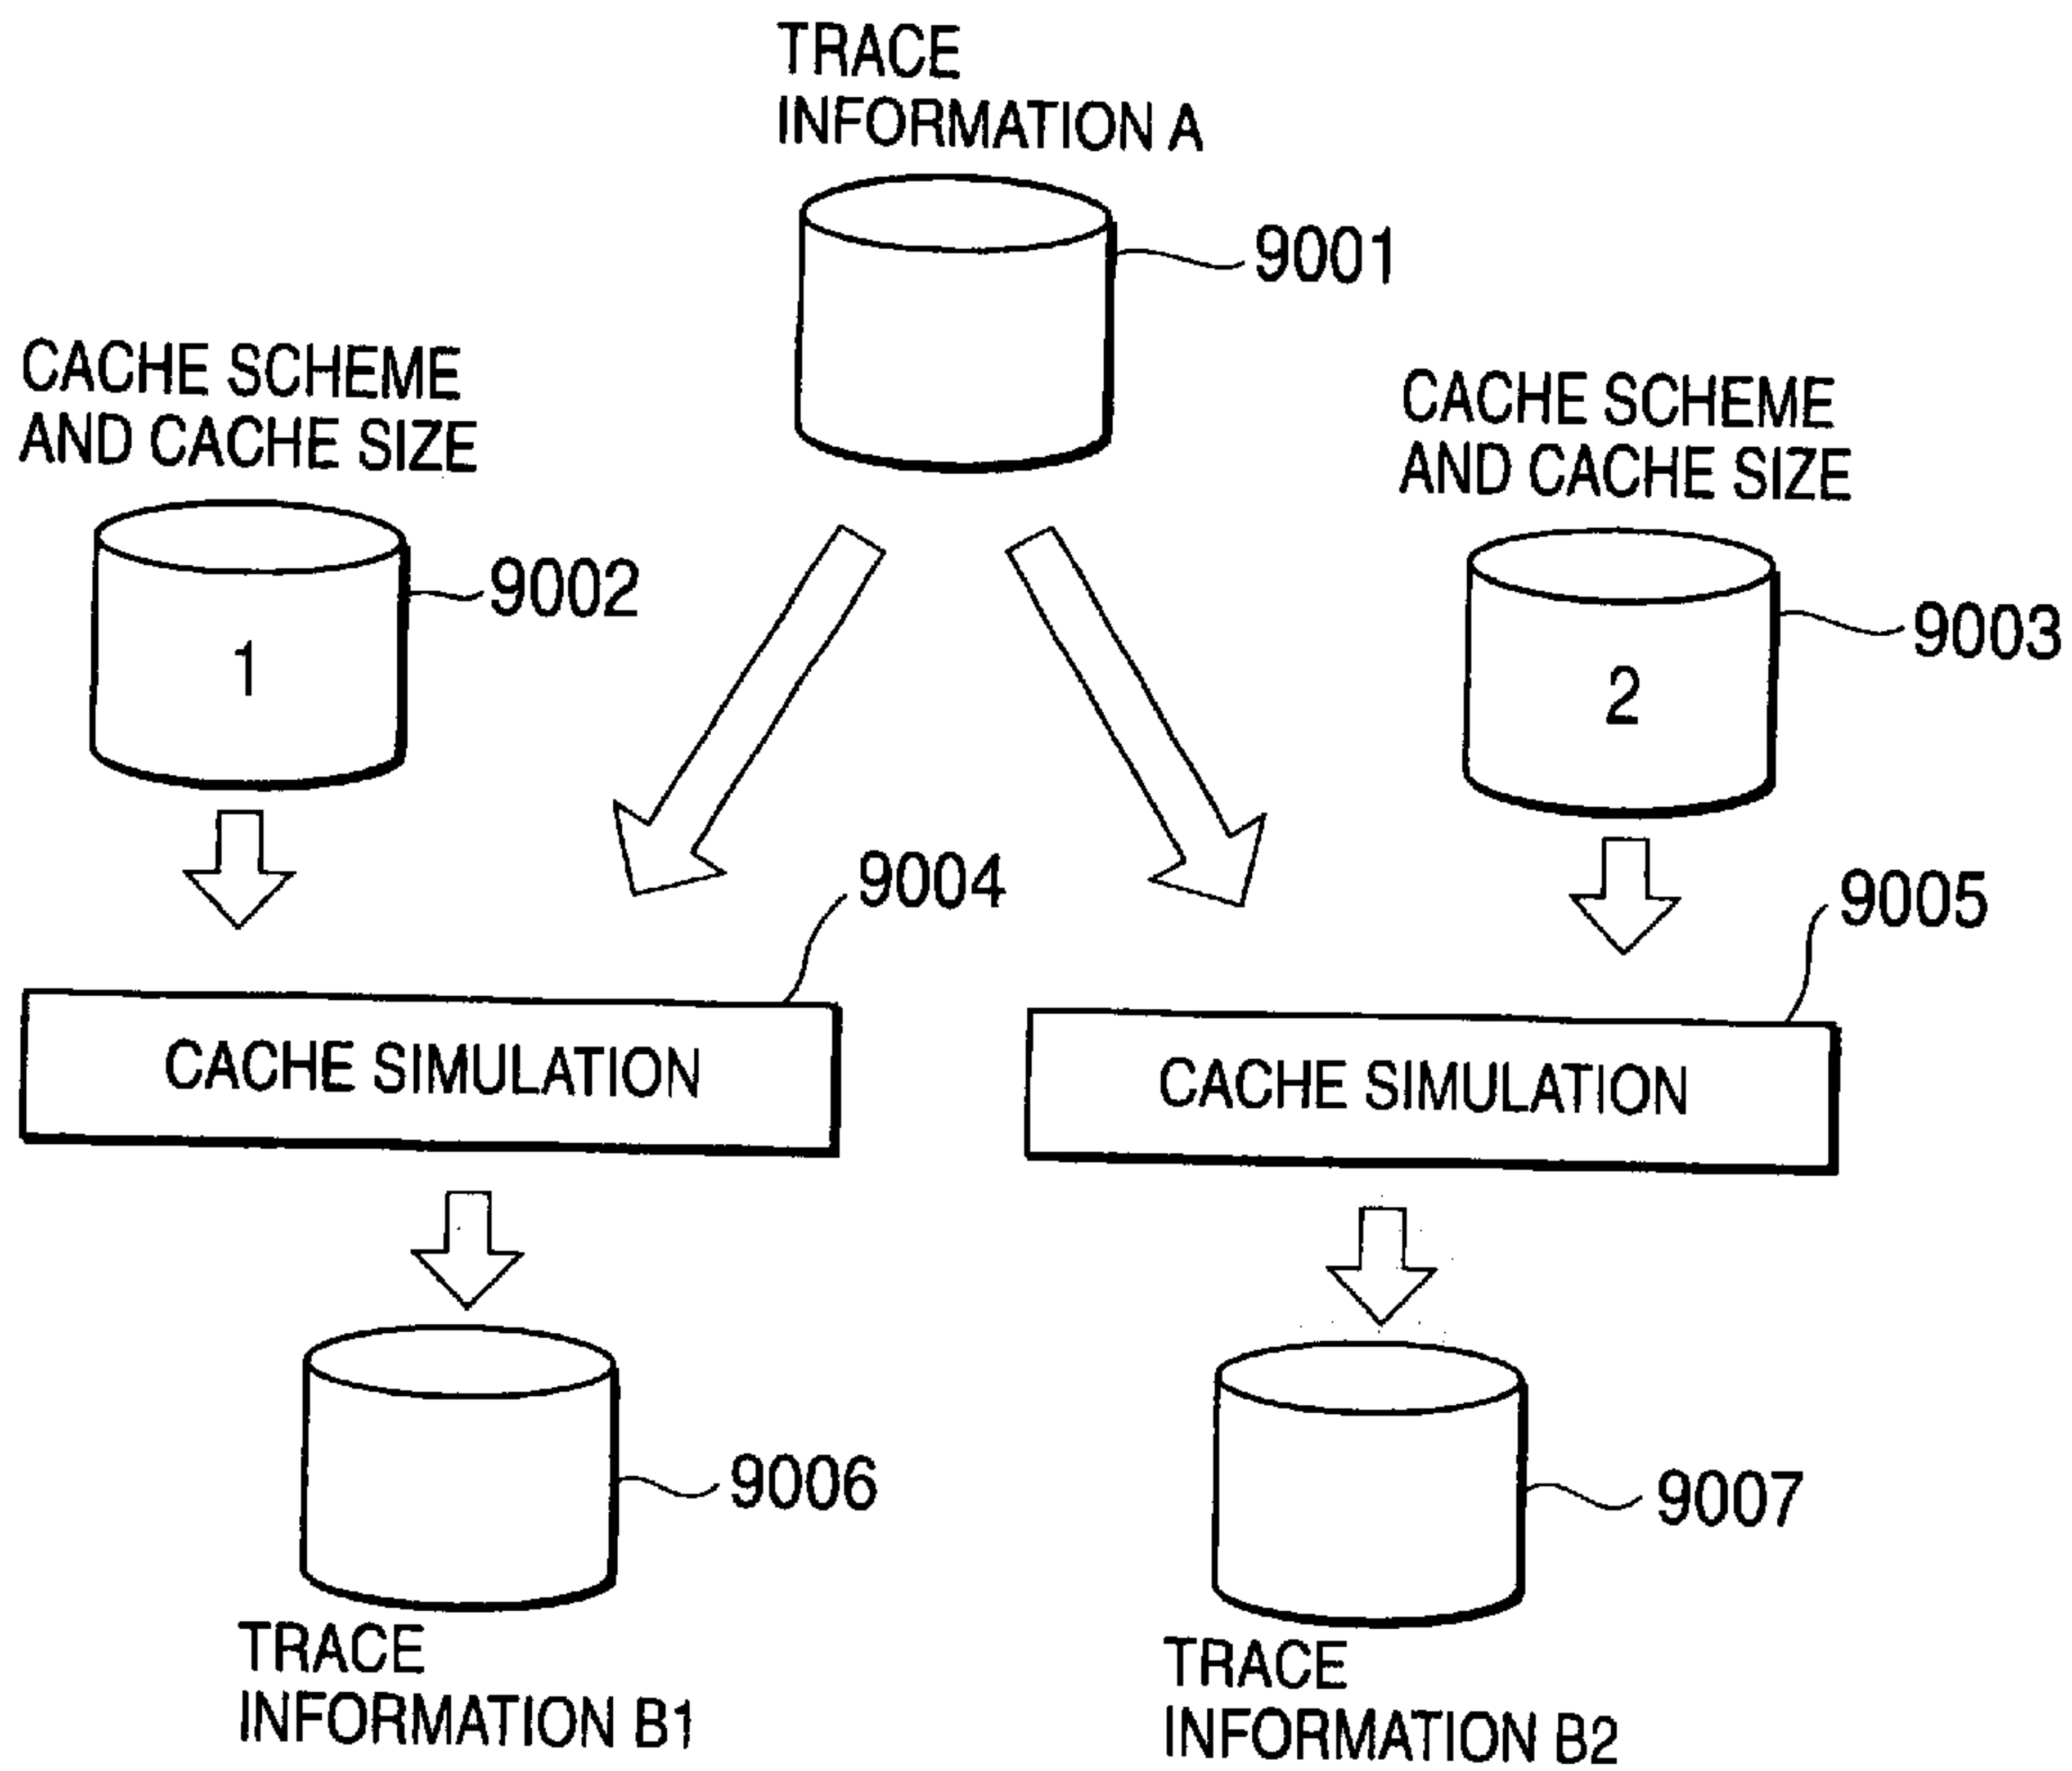 TRACE
INFORMATION A
9001
CACHE SCHEME
AND CACHE SIZE
9002
1
CACHE SCHEME
AND CACHE SIZE
9003
2
9004
CACHE SIMULATION
9005
CACHE SIMULATION
9006
TRACE
INFORMATION B1
9007
TRACE
INFORMATION B2